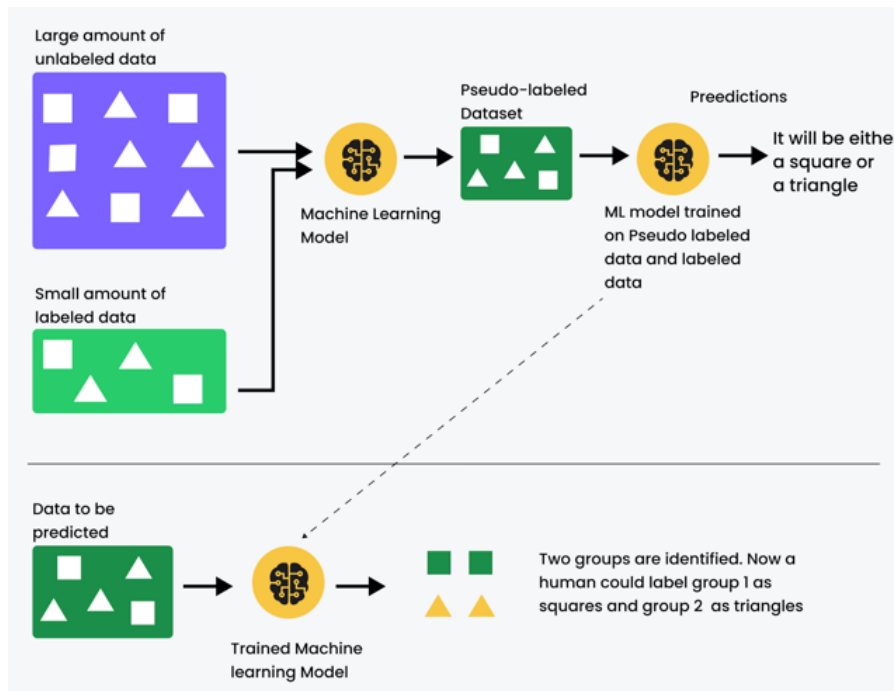 Large amount of
unlabeled data
Pseudo-labeled
Dataset
Preedictions
It will be eithe
a square or
a triangle
Machine Learning
Model
ML model trained
on Pseudo labeled
data and labeled
data
Small amount of
labeled data
Data to be
predicted
Trained Machine
learning Model
Two groups are identified. Now a
human could label group 1 as
squares and group 2 as triangles